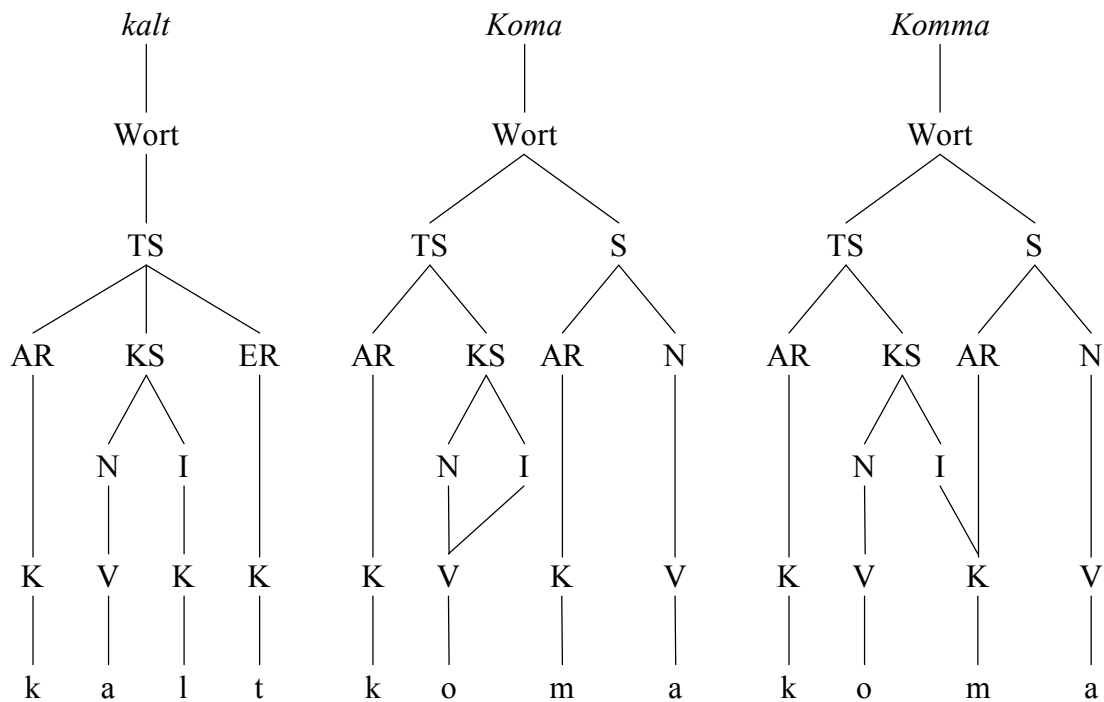 kalt Koma Komma
Wort Wort Wort
TS TS S TS S
AR KS ER AR KS AR N AR KS AR N
N I N I N I
K V K K K V K V K V K V
k a l t k o m a k o m a